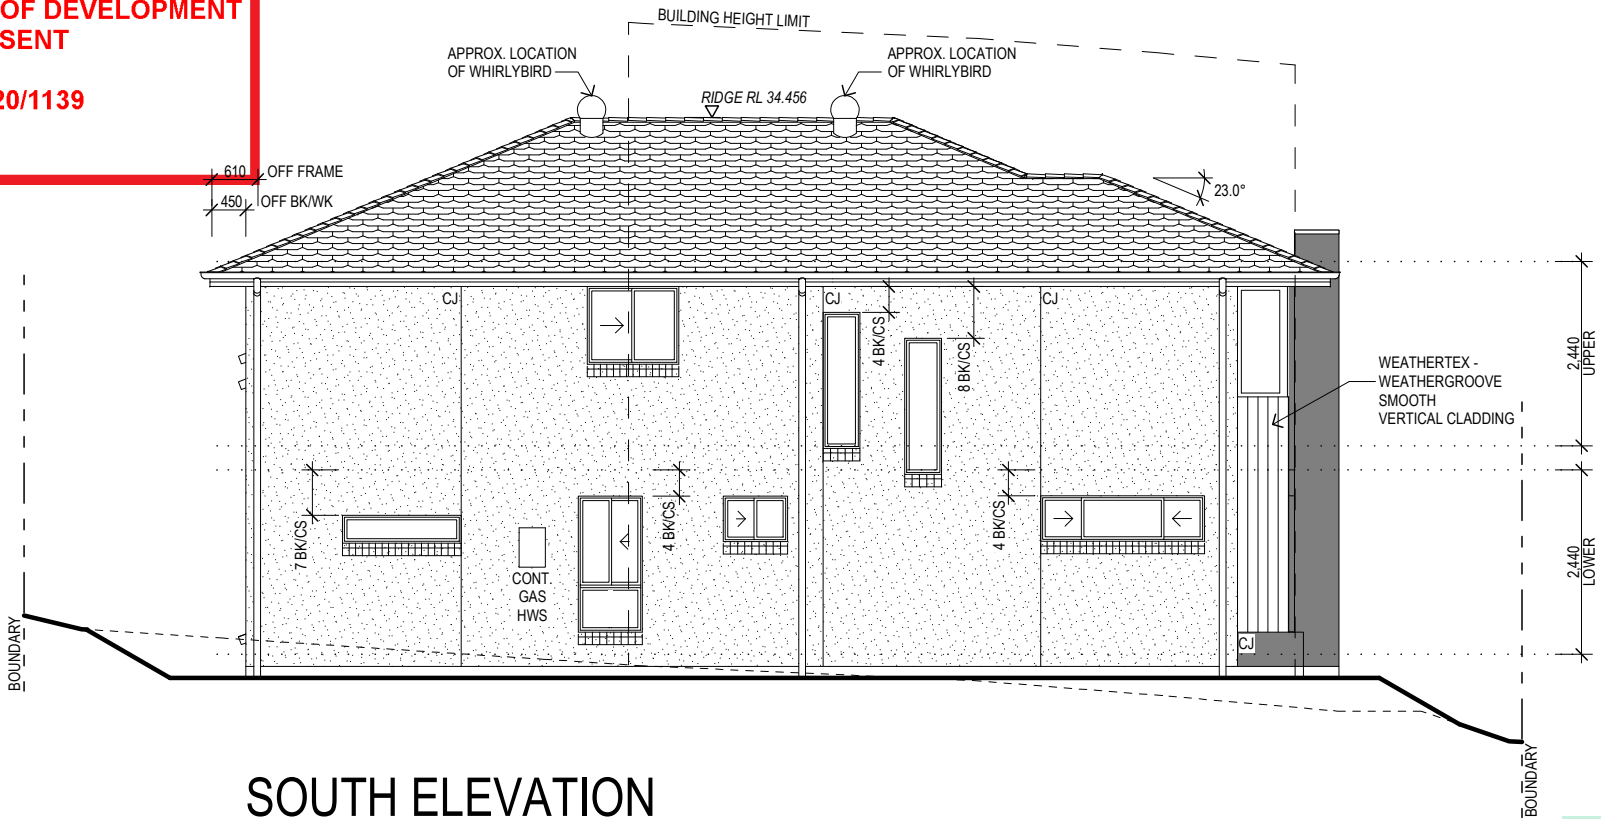 OF DEVELOPMENT
SENT
20/1139
BUILDING HEIGHT LIMIT
APPROX. LOCATION
OF WHIRLYBIRD
APPROX. LOCATION
OF WHIRLYBIRD
RIDGE RL 34.456
610 OFF FRAME
450 OFF BK/WK
23.0°
CJ
CJ
CJ
4 BK/CS
8 BK/CS
2,440
UPPER
WEATHERTEX -
WEATHERGROOVE
SMOOTH
VERTICAL CLADDING
7 BK/CS
4 BK/CS
4 BK/CS
2,440
LOWER
CONT.
GAS
HWS
CJ
BOUNDARY
BOUNDARY
SOUTH ELEVATION